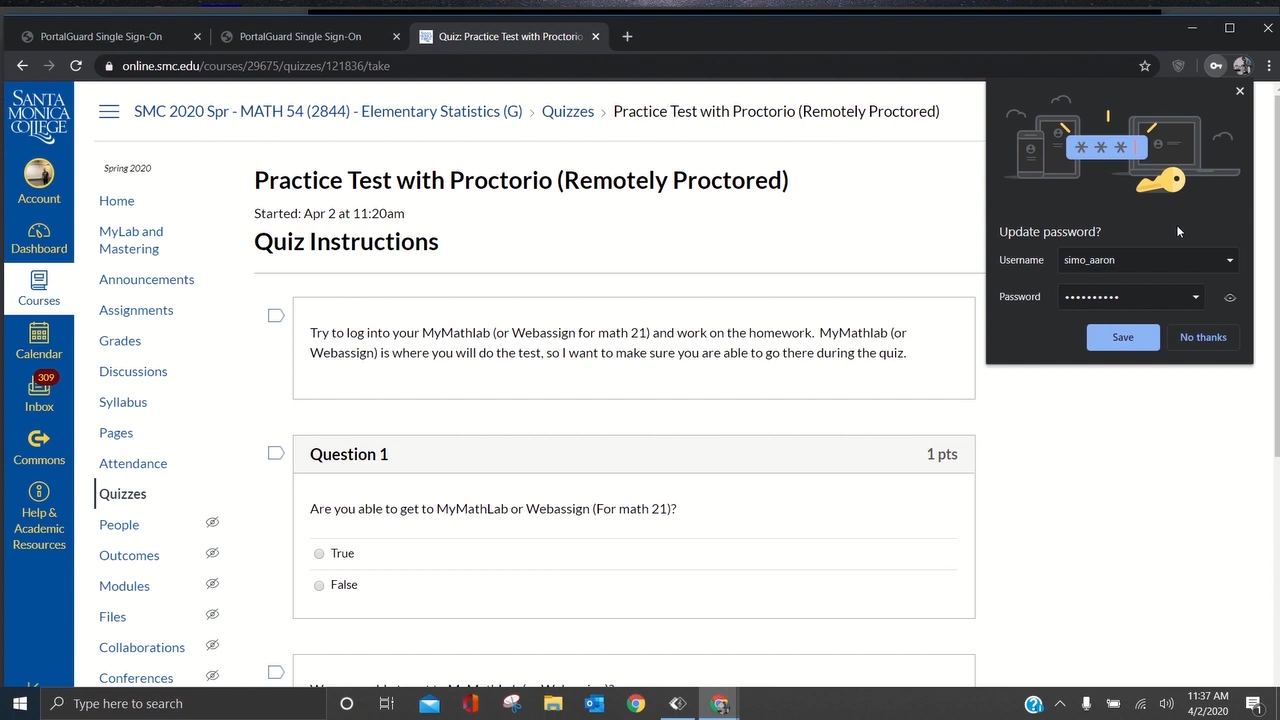 PortalGuard Single Sign-On
PortalGuard Single Sign-On
Quiz: Practice Test with Proctorio
online.smc.edu/courses/29675/quizzes/121836/take
SANTA
MONICA
COLLEGE
Account
Dashboard
Courses
Calendar
309
Inbox
Commons
Help &
Academic
Resources
SMC 2020 Spr - MATH 54 (2844) - Elementary Statistics (G) › Quizzes › Practice Test with Proctorio (Remotely Proctored)
Spring 2020
Home
MyLab and
Mastering
Announcements
Assignments
Grades
Discussions
Syllabus
Pages
Attendance
Quizzes
People
Outcomes
Modules
Files
Collaborations
Conferences
Practice Test with Proctorio (Remotely Proctored)
Started: Apr 2 at 11:20am
Quiz Instructions
Try to log into your MyMathlab (or Webassign for math 21) and work on the homework. MyMathlab (or
Webassign) is where you will do the test, so I want to make sure you are able to go there during the quiz.
Question 1 1 pts
Are you able to get to MyMathLab or Webassign (For math 21)?
True
False
* * *
Update password?
Username simo_aaron
Password ••••••••••
Save No thanks
Type here to search
11:37 AM
4/2/2020
1